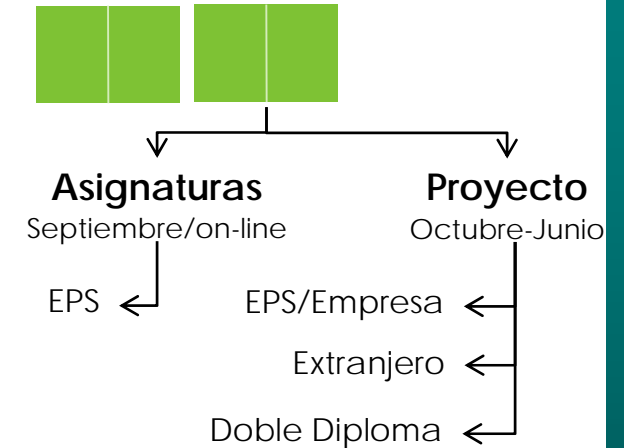 Asignaturas
Septiembre/on-line
EPS
Proyecto
Octubre-Junio
EPS/Empresa
Extranjero
Doble Diploma